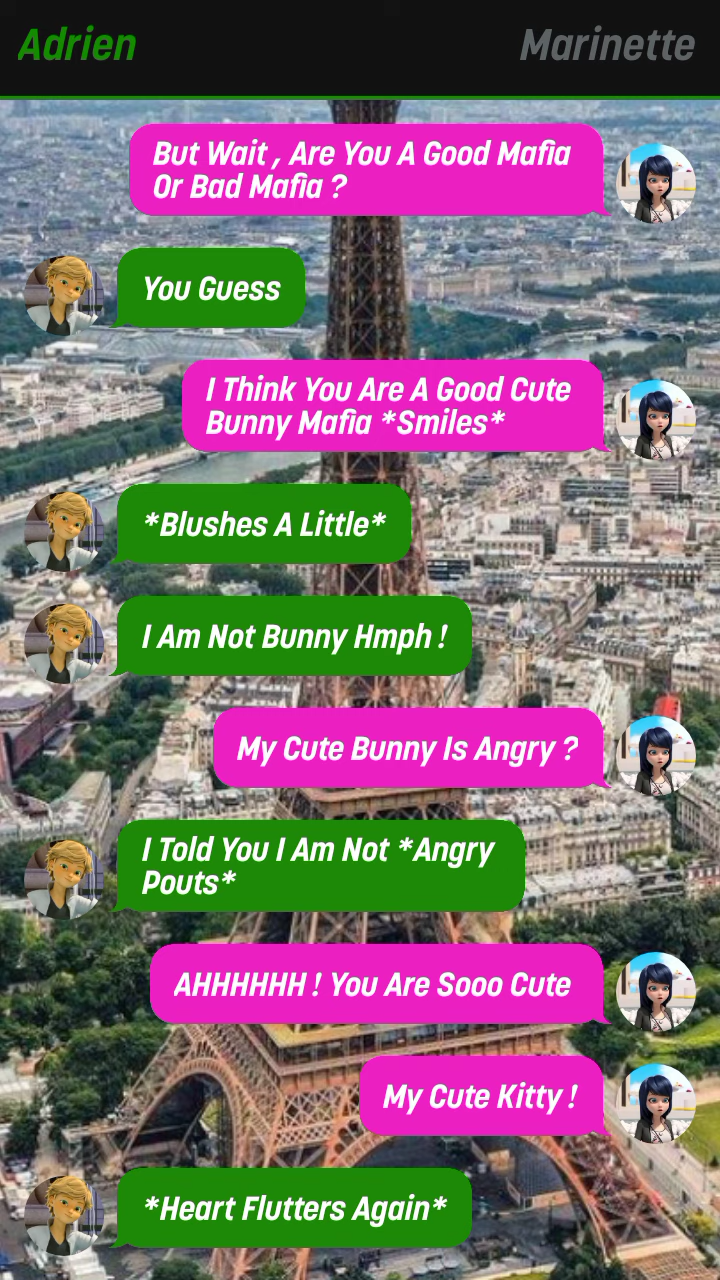 Adrien Marinette
But Wait , Are You A Good Mafia
Or Bad Mafia ?
You Guess
I Think You Are A Good Cute
Bunny Mafia *Smiles*
*Blushes A Little*
I Am Not Bunny Hmph !
My Cute Bunny Is Angry ?
I Told You I Am Not *Angry
Pouts*
AHHHHHH ! You Are Sooo Cute
My Cute Kitty !
*Heart Flutters Again*